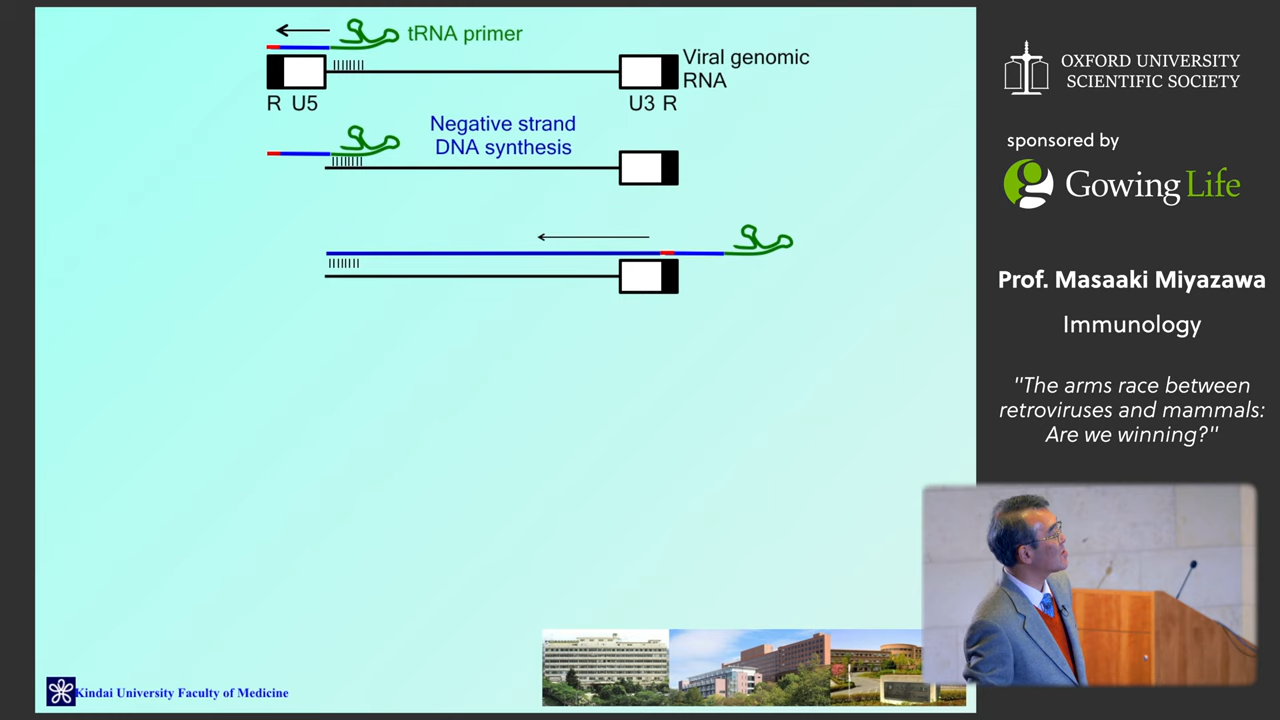 tRNA primer
Viral genomic
RNA
R U5
U3 R
Negative strand
DNA synthesis
Kindai University Faculty of Medicine
OXFORD UNIVERSITY
SCIENTIFIC SOCIETY
sponsored by
Gowing Life
Prof. Masaaki Miyazawa
Immunology
"The arms race between
retroviruses and mammals:
Are we winning?"